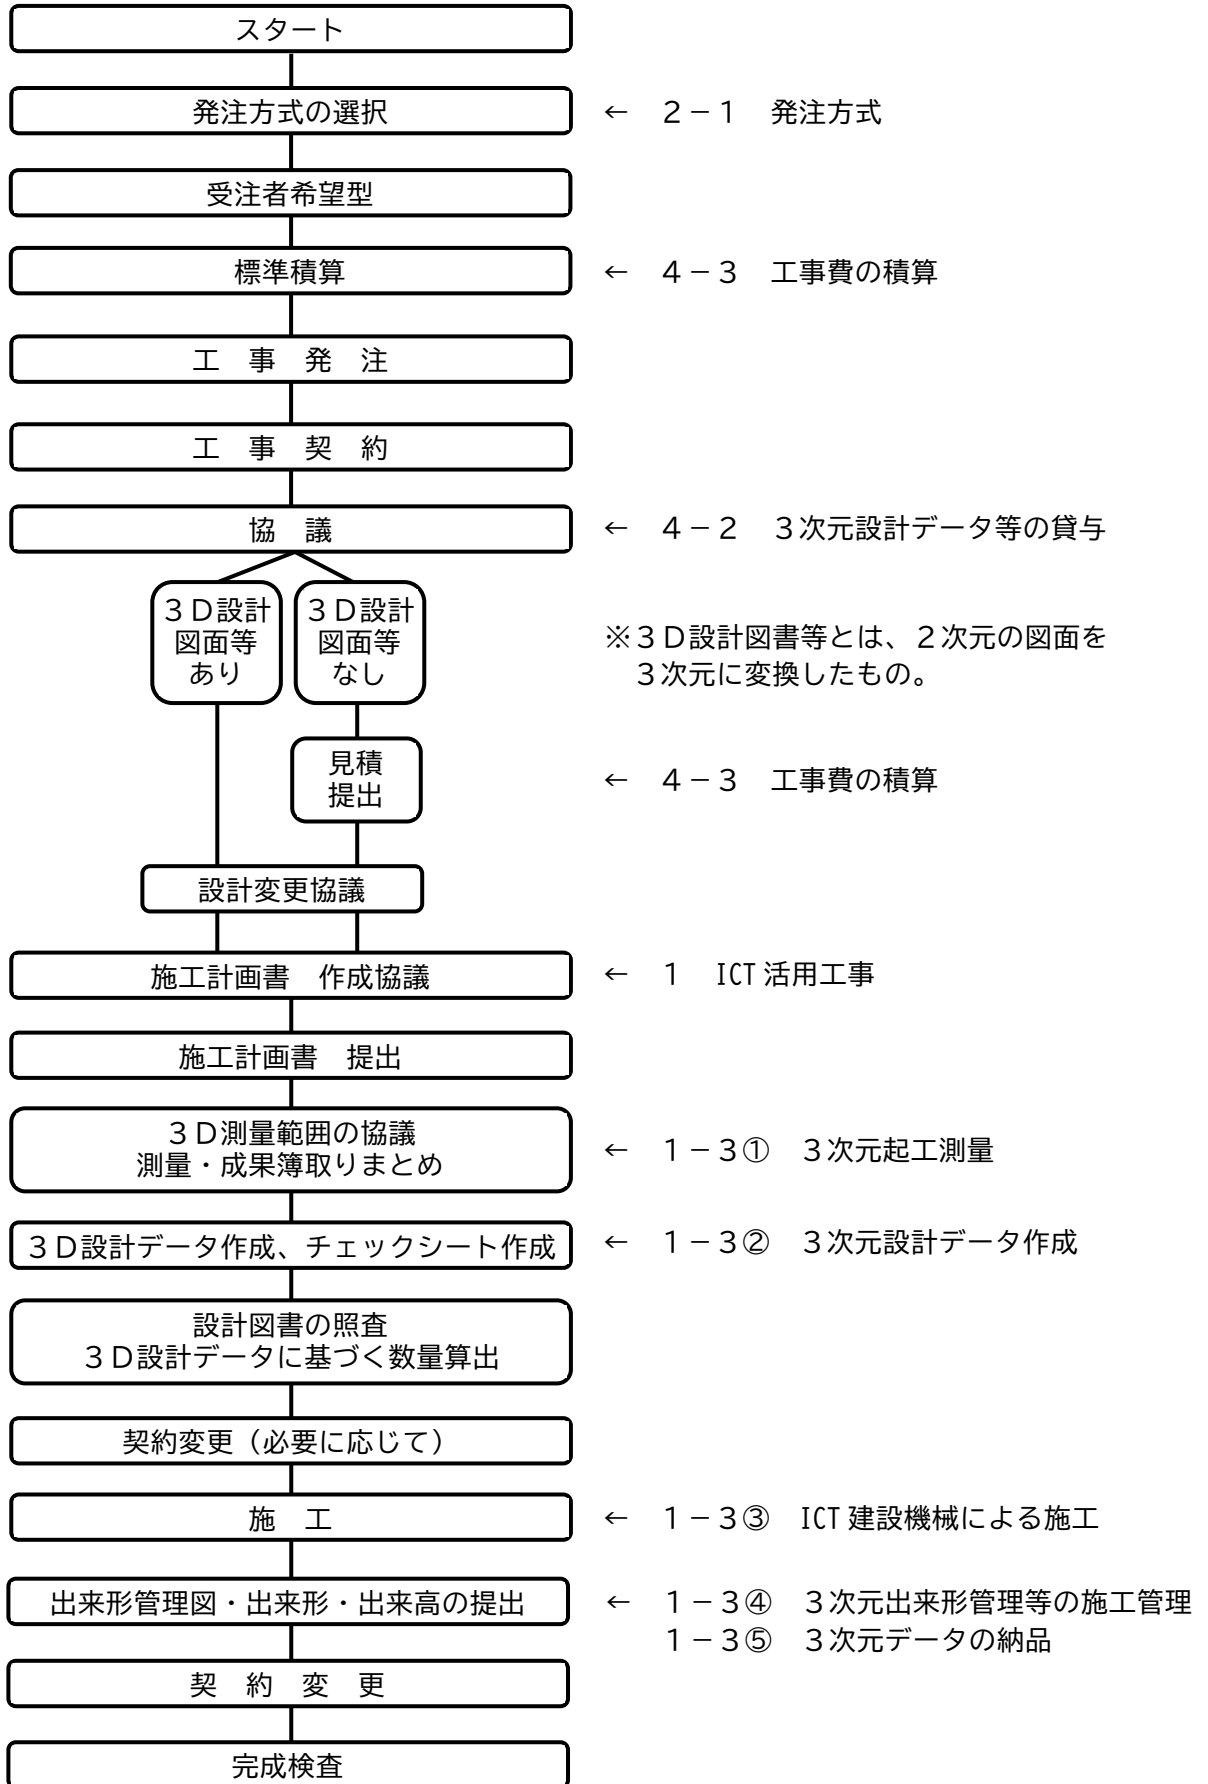 スタート
発注方式の選択
← ２－１　発注方式
受注者希望型
標準積算
← ４－３　工事費の積算
工　事　発　注
工　事　契　約
協　議
← ４－２　３次元設計データ等の貸与
３Ｄ設計
図面等
あり
３Ｄ設計
図面等
なし
※３Ｄ設計図書等とは、２次元の図面を
３次元に変換したもの。
見積
提出
← ４－３　工事費の積算
設計変更協議
施工計画書　作成協議
← １　ICT 活用工事
施工計画書　提出
３Ｄ測量範囲の協議
測量・成果簿取りまとめ
← １－３①　３次元起工測量
３Ｄ設計データ作成、チェックシート作成
← １－３②　３次元設計データ作成
設計図書の照査
３Ｄ設計データに基づく数量算出
契約変更（必要に応じて）
施　工
← １－３③　ICT 建設機械による施工
出来形管理図・出来形・出来高の提出
← １－３④　３次元出来形管理等の施工管理
１－３⑤　３次元データの納品
契　約　変　更
完成検査